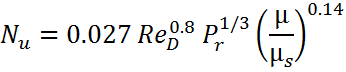 N_u = 0.027 Re_D^{0.8} P_r^{1/3} (μ/μ_s)^{0.14}